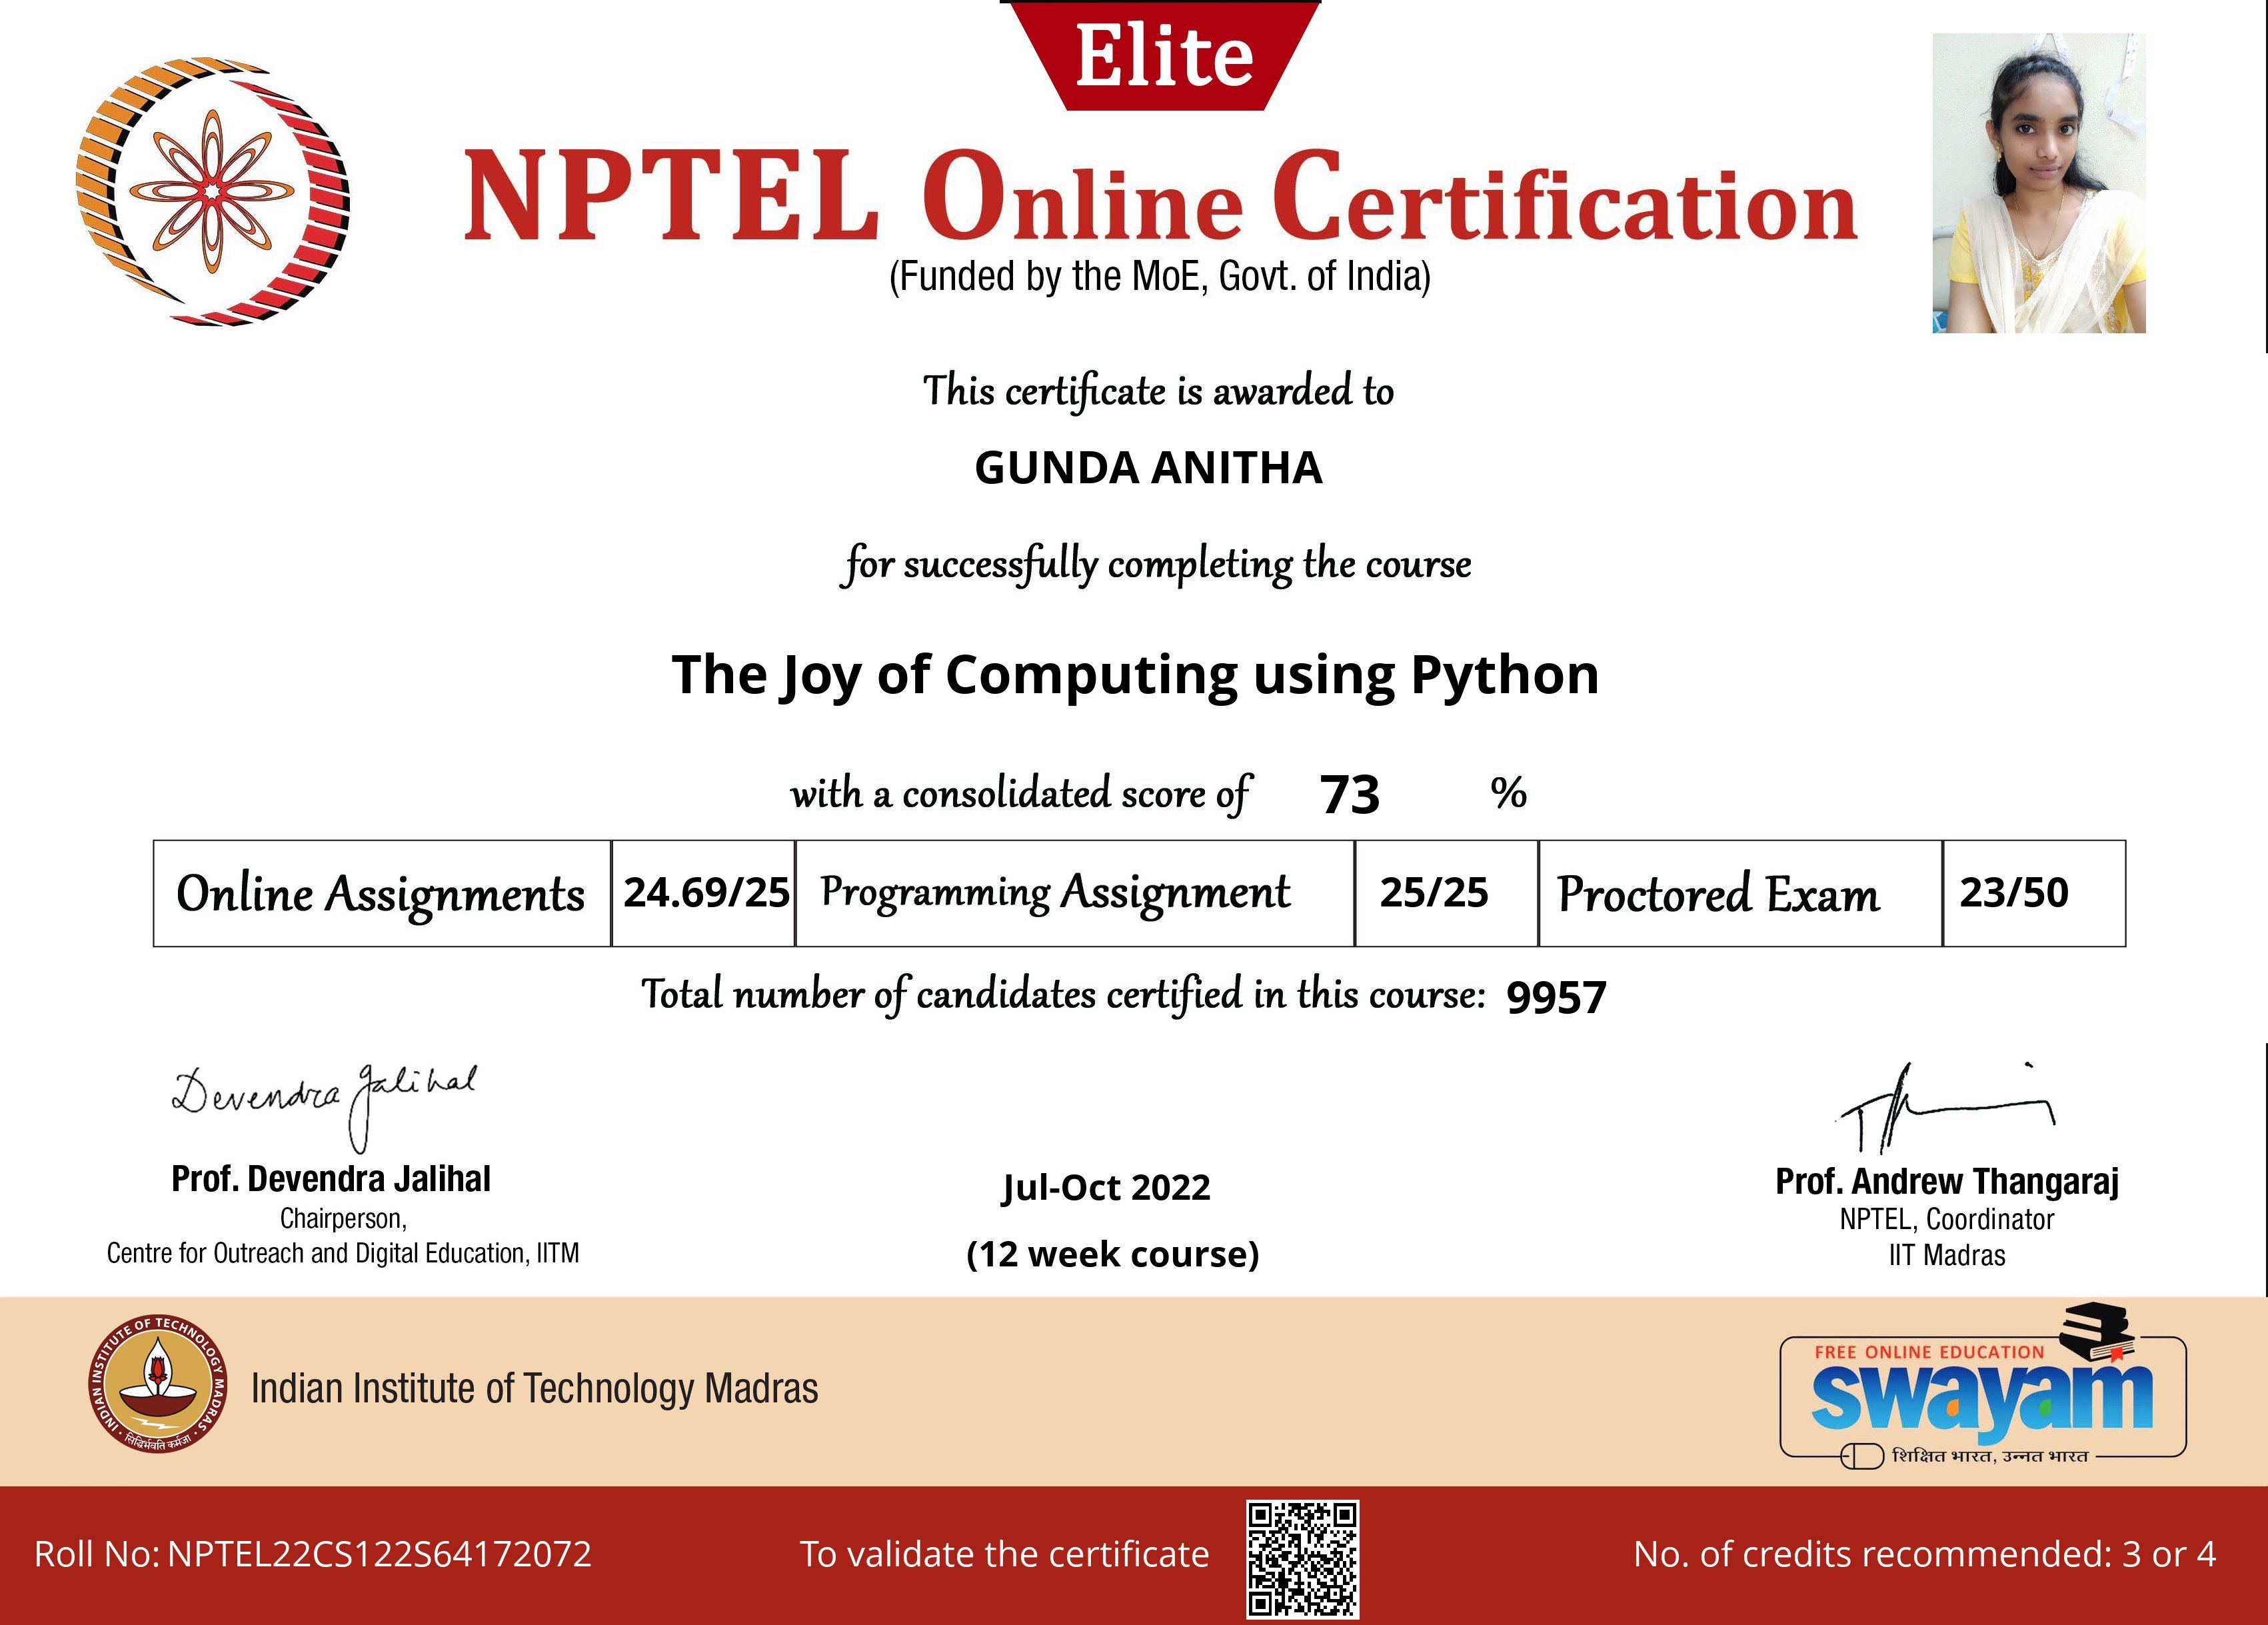 Elite
NPTEL Online Certification
(Funded by the MoE, Govt. of India)
This certificate is awarded to
GUNDA ANITHA
for successfully completing the course
The Joy of Computing using Python
with a consolidated score of 73 %
Online Assignments 24.69/25 Programming Assignment 25/25 Proctored Exam 23/50
Total number of candidates certified in this course: 9957
Devendra Jalihal
Prof. Devendra Jalihal
Chairperson,
Centre for Outreach and Digital Education, IITM
Jul-Oct 2022
(12 week course)
Prof. Andrew Thangaraj
NPTEL, Coordinator
IIT Madras
INDIAN INSTITUTE OF TECHNOLOGY MADRAS
सिद्धिर्भवति कर्मजा
Indian Institute of Technology Madras
FREE ONLINE EDUCATION
swayam
शिक्षित भारत, उन्नत भारत
Roll No: NPTEL22CS122S64172072
To validate the certificate
No. of credits recommended: 3 or 4